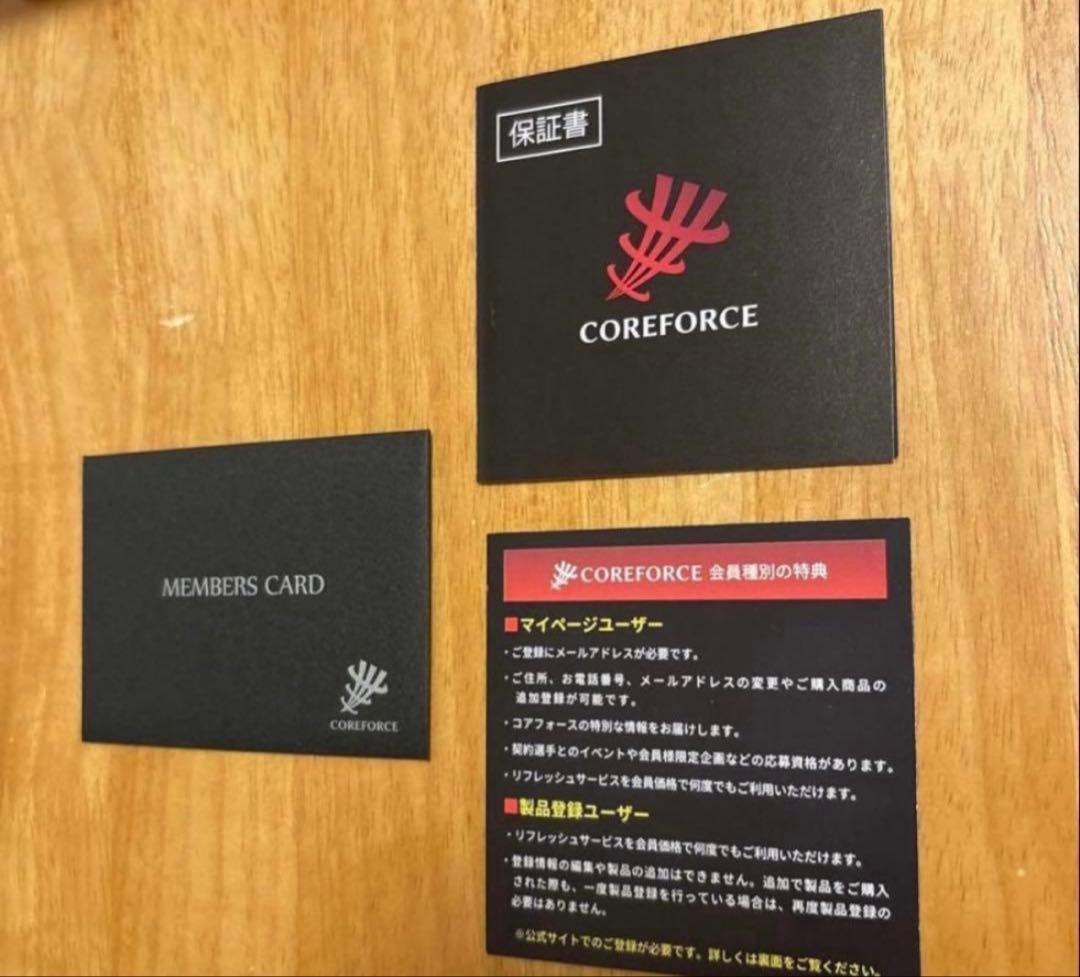 保証書
COREFORCE
MEMBERS CARD
COREFORCE
COREFORCE 会員種別の特典
■マイページユーザー
・ご登録にメールアドレスが必要です。
・ご住所、お電話番号、メールアドレスの変更やご購入商品の
追加登録が可能です。
・コアフォースの特別な情報をお届けします。
・契約選手とのイベントや会員様限定企画などの応募資格があります。
・リフレッシュサービスを会員価格で何度でもご利用いただけます。
■製品登録ユーザー
・リフレッシュサービスを会員価格で何度でもご利用いただけます。
・登録情報の編集や製品の追加はできません。追加で製品をご購入
された際も、一度製品登録を行っている場合は、再度製品登録の
必要はありません。
※公式サイトでのご登録が必要です。詳しくは裏面をご覧ください。